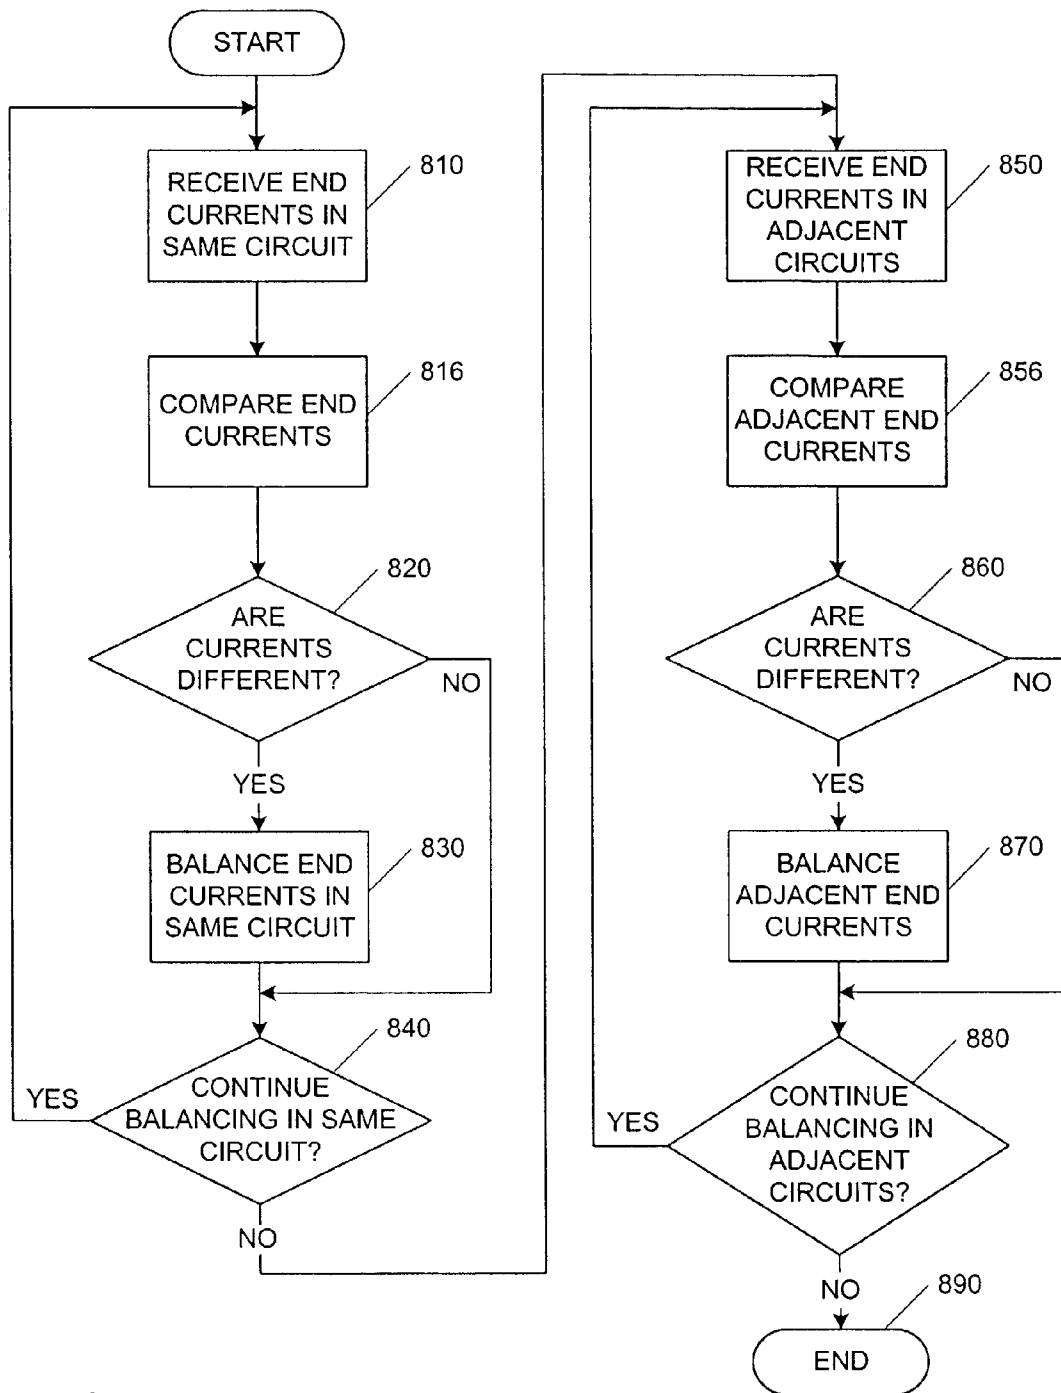 START
RECEIVE END
CURRENTS IN
SAME CIRCUIT
810
COMPARE END
CURRENTS
816
ARE
CURRENTS
DIFFERENT?
820
NO
YES
BALANCE END
CURRENTS IN
SAME CIRCUIT
830
CONTINUE
BALANCING IN SAME
CIRCUIT?
840
YES
NO
RECEIVE END
CURRENTS IN
ADJACENT
CIRCUITS
850
COMPARE
ADJACENT END
CURRENTS
856
ARE
CURRENTS
DIFFERENT?
860
NO
YES
BALANCE
ADJACENT END
CURRENTS
870
CONTINUE
BALANCING IN
ADJACENT
CIRCUITS?
880
YES
NO
END
890